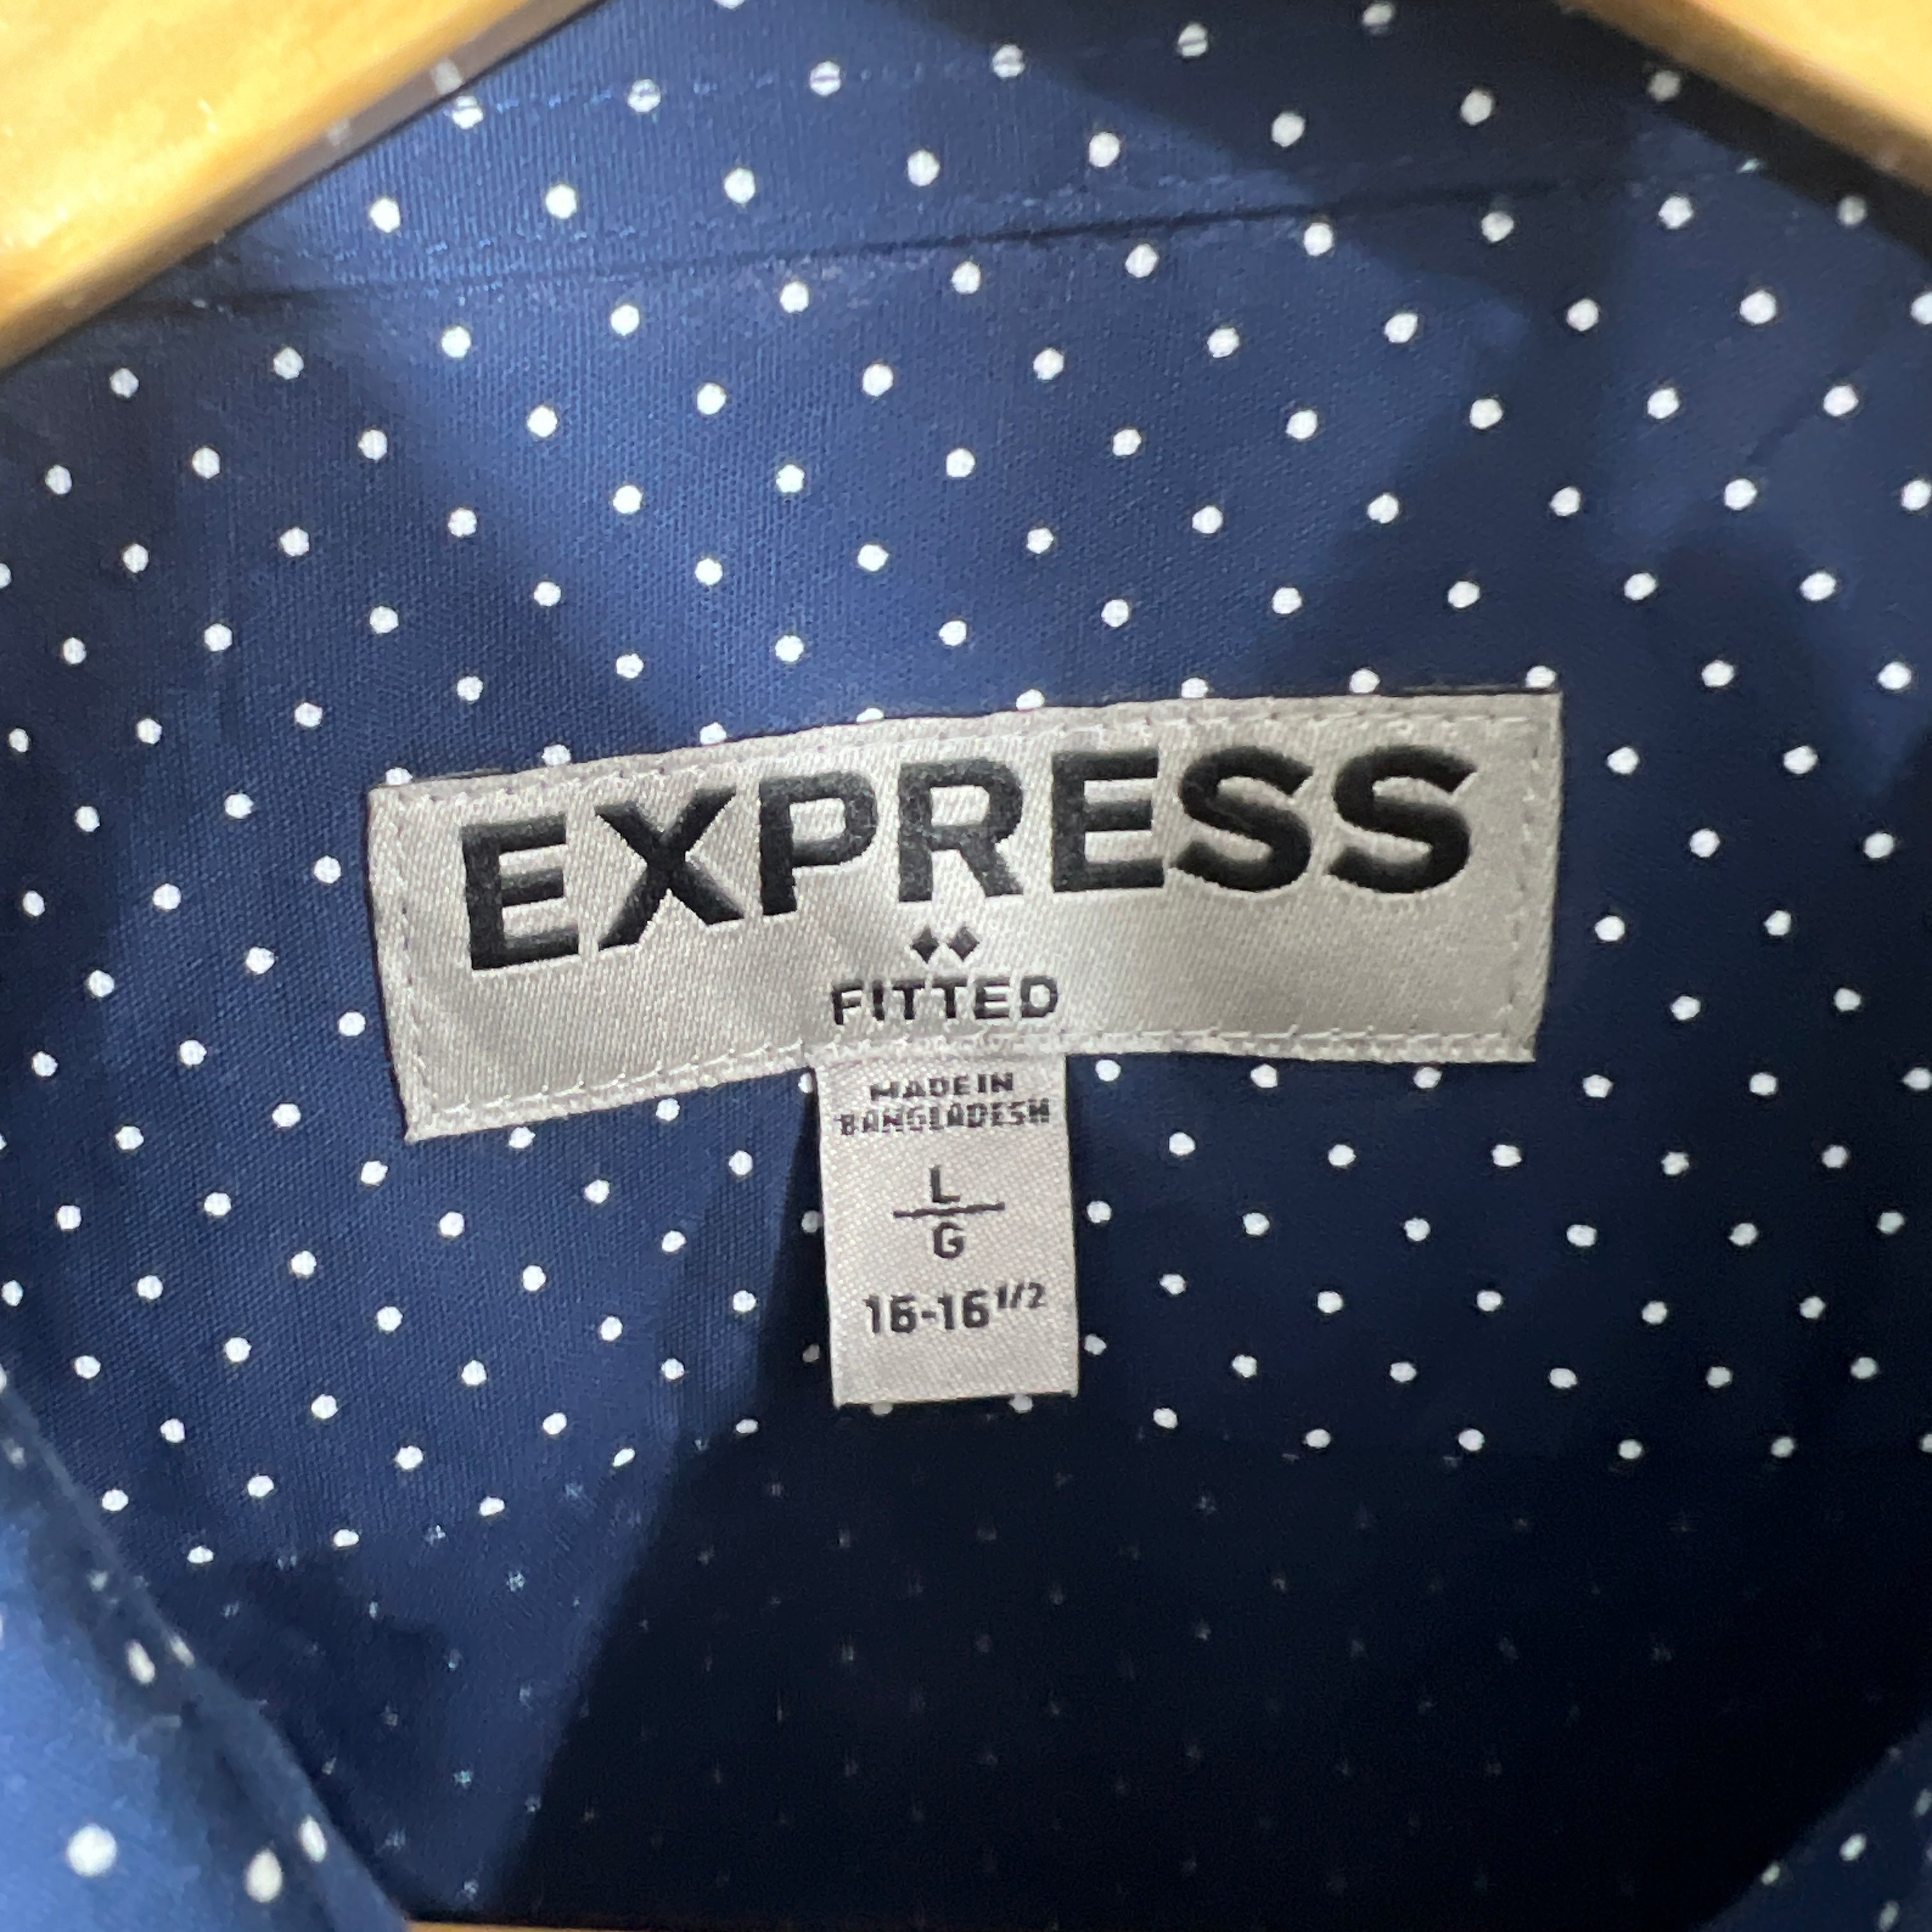 EXPRESS
FITTED
MADE IN
BANGLADESH
L
G
16-16 1/2